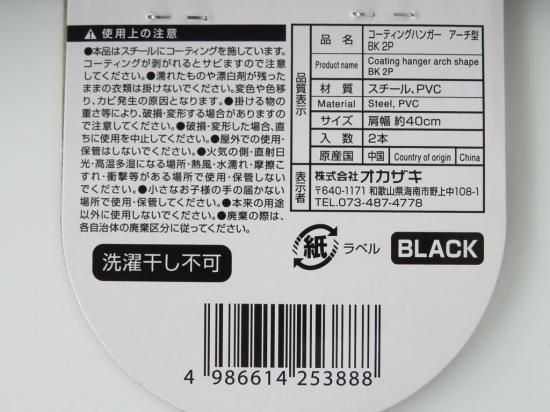 使用上の注意
●本品はスチールにコーティングを施しています。
コーティングが剥がれるとサビますので注意
してください。●濡れたものや漂白剤が残った
ままの衣類は掛けないでください。変色や色移
り、カビ発生の原因となります。●掛ける物の
重さ等により、破損・変形する場合があります
ので注意してください。●破損・変形した場合、直
ちに使用を中止してください。●屋外での使用・
保管はしないでください。●火気の側・直射日
光・高温多湿になる場所・熱風・水濡れ・摩擦こ
すれ・衝撃等がある場所での使用・保管はしな
いでください。●小さなお子様の手の届かない
場所で使用・保管してください。●本来の用途
以外に使用しないでください。●廃棄の際は、
各自治体の廃棄区分に従ってください。
洗濯干し不可
品質表示
品名 コーティングハンガー アーチ型
BK 2P
Product name Coating hanger arch shape
BK 2P
材質 スチール、PVC
Material Steel, PVC
サイズ 肩幅 約40cm
入数 2本
原産国 中国 Country of origin China
表示者
株式会社オカザキ
〒640-1171 和歌山県海南市野上中108-1
TEL.073-487-4778
紙 ラベル
BLACK
4 986614 253888